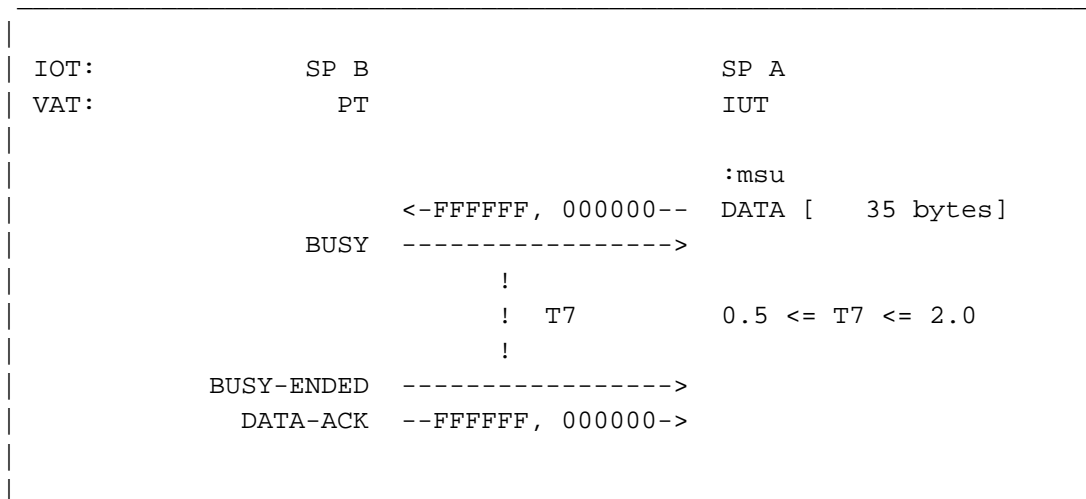 IOT: SP B SP A
VAT: PT IUT
:msu
<-FFFFFF, 000000-- DATA [ 35 bytes]
BUSY ----------------->
!
! T7 0.5 <= T7 <= 2.0
!
BUSY-ENDED ----------------->
DATA-ACK --FFFFFF, 000000->